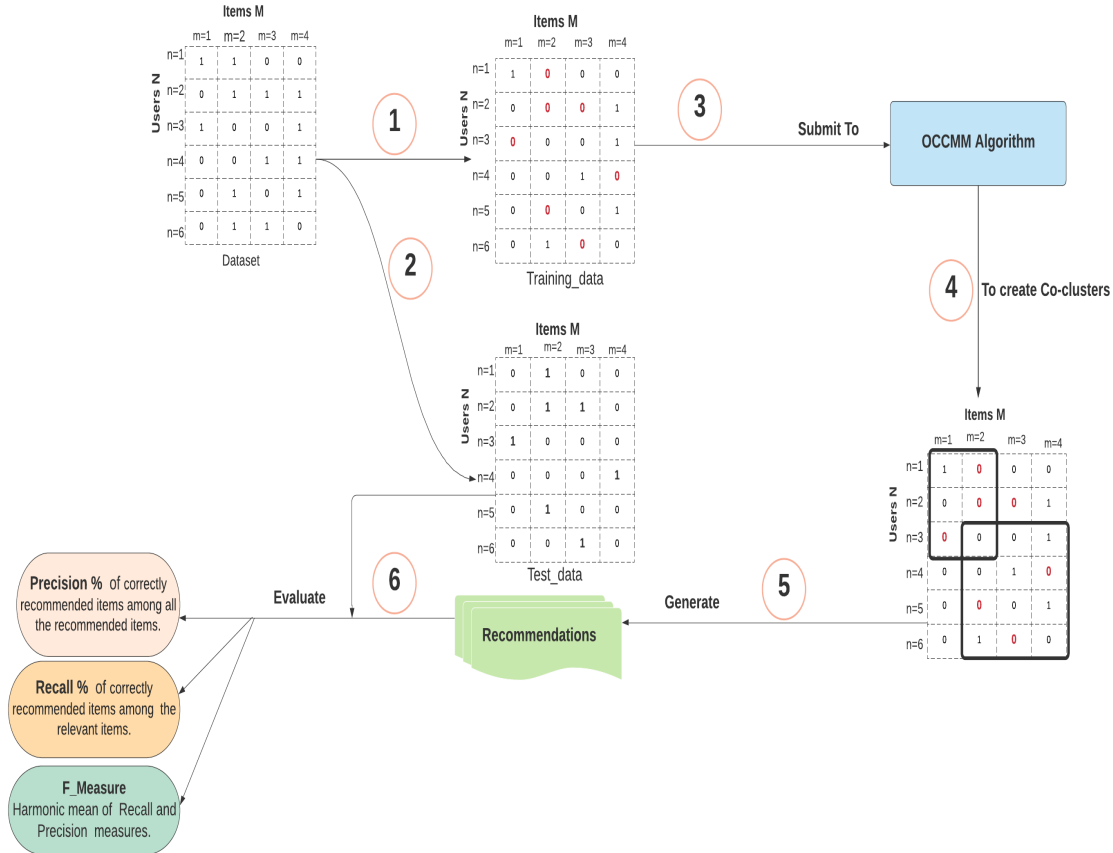 Items M
m=1 m=2 m=3 m=4
Users N
n=1 1 1 0 0
n=2 0 1 1 1
n=3 1 0 0 1
n=4 0 0 1 1
n=5 0 1 0 1
n=6 0 1 1 0
Dataset
1
2
Items M
m=1 m=2 m=3 m=4
Users N
n=1 1 0 0 0
n=2 0 0 0 1
n=3 0 0 0 1
n=4 0 0 1 0
n=5 0 0 0 1
n=6 0 1 0 0
Training_data
3
Submit To
OCCMM Algorithm
4
To create Co-clusters
Items M
m=1 m=2 m=3 m=4
Users N
n=1 0 1 0 0
n=2 0 1 1 0
n=3 1 0 0 0
n=4 0 0 0 1
n=5 0 1 0 0
n=6 0 0 1 0
Test_data
Items M
m=1 m=2 m=3 m=4
Users N
n=1 1 0 0 0
n=2 0 0 0 1
n=3 0 0 0 1
n=4 0 0 1 0
n=5 0 0 0 1
n=6 0 1 0 0
5
Generate
Recommendations
6
Evaluate
Precision % of correctly
recommended items among all
the recommended items.
Recall % of correctly
recommended items among the
relevant items.
F_Measure
Harmonic mean of Recall and
Precision measures.